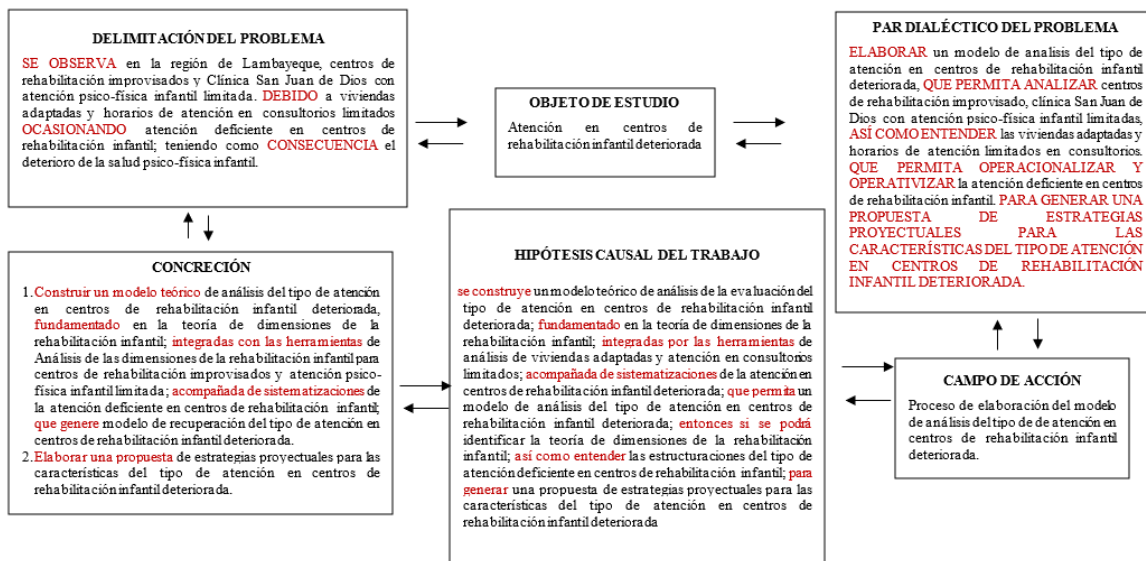 DELIMITACIÓN DEL PROBLEMA
SE OBSERVA en la región de Lambayeque, centros de
rehabilitación improvisados y Clínica San Juan de Dios con
atención psico-física infantil limitada. DEBIDO a viviendas
adaptadas y horarios de atención en consultorios limitados
OCASIONANDO atención deficiente en centros de
rehabilitación infantil; teniendo como CONSECUENCIA el
deterioro de la salud psico-física infantil.
OBJETO DE ESTUDIO
Atención en centros de
rehabilitación infantil deteriorada
PAR DIALÉCTICO DEL PROBLEMA
ELABORAR un modelo de analisis del tipo de
atención en centros de rehabilitación infantil
deteriorada, QUE PERMITA ANALIZAR centros
de rehabilitación improvisado, clínica San Juan de
Dios con atención psico-física infantil limitadas,
ASÍ COMO ENTENDER las viviendas adaptadas y
horarios de atención limitados en consultorios.
QUE PERMITA OPERACIONALIZAR Y
OPERATIVIZAR la atención deficiente en centros
de rehabilitación infantil. PARA GENERAR UNA
PROPUESTA DE ESTRATEGIAS
PROYECTUALES PARA LAS
CARACTERÍSTICAS DEL TIPO DE ATENCIÓN
EN CENTROS DE REHABILITACIÓN
INFANTIL DETERIORADA.
CONCRECIÓN
1. Construir un modelo teórico de análisis del tipo de atención
en centros de rehabilitación infantil deteriorada,
fundamentado en la teoría de dimensiones de la
rehabilitación infantil; integradas con las herramientas de
Análisis de las dimensiones de la rehabilitación infantil para
centros de rehabilitación improvisados y atención psico-
física infantil limitada; acompañada de sistematizaciones de
la atención deficiente en centros de rehabilitación infantil;
que genere modelo de recuperación del tipo de atención en
centros de rehabilitación infantil deteriorada.
2. Elaborar una propuesta de estrategias proyectuales para las
características del tipo de atención en centros de
rehabilitación infantil deteriorada.
HIPÓTESIS CAUSAL DEL TRABAJO
se construye un modelo teórico de análisis de la evaluación del
tipo de atención en centros de rehabilitación infantil
deteriorada; fundamentado en la teoría de dimensiones de la
rehabilitación infantil; integradas por las herramientas de
análisis de viviendas adaptadas y atención en consultorios
limitados; acompañada de sistematizaciones de la atención en
centros de rehabilitación infantil deteriorada; que permita un
modelo de análisis del tipo de atención en centros de
rehabilitación infantil deteriorada; entonces si se podrá
identificar la teoría de dimensiones de la rehabilitación
infantil; así como entender las estructuraciones del tipo de
atención deficiente en centros de rehabilitación infantil; para
generar una propuesta de estrategias proyectuales para las
características del tipo de atención en centros de
rehabilitación infantil deteriorada
CAMPO DE ACCIÓN
Proceso de elaboración del modelo
de análisis del tipo de de atención en
centros de rehabilitación infantil
deteriorada.